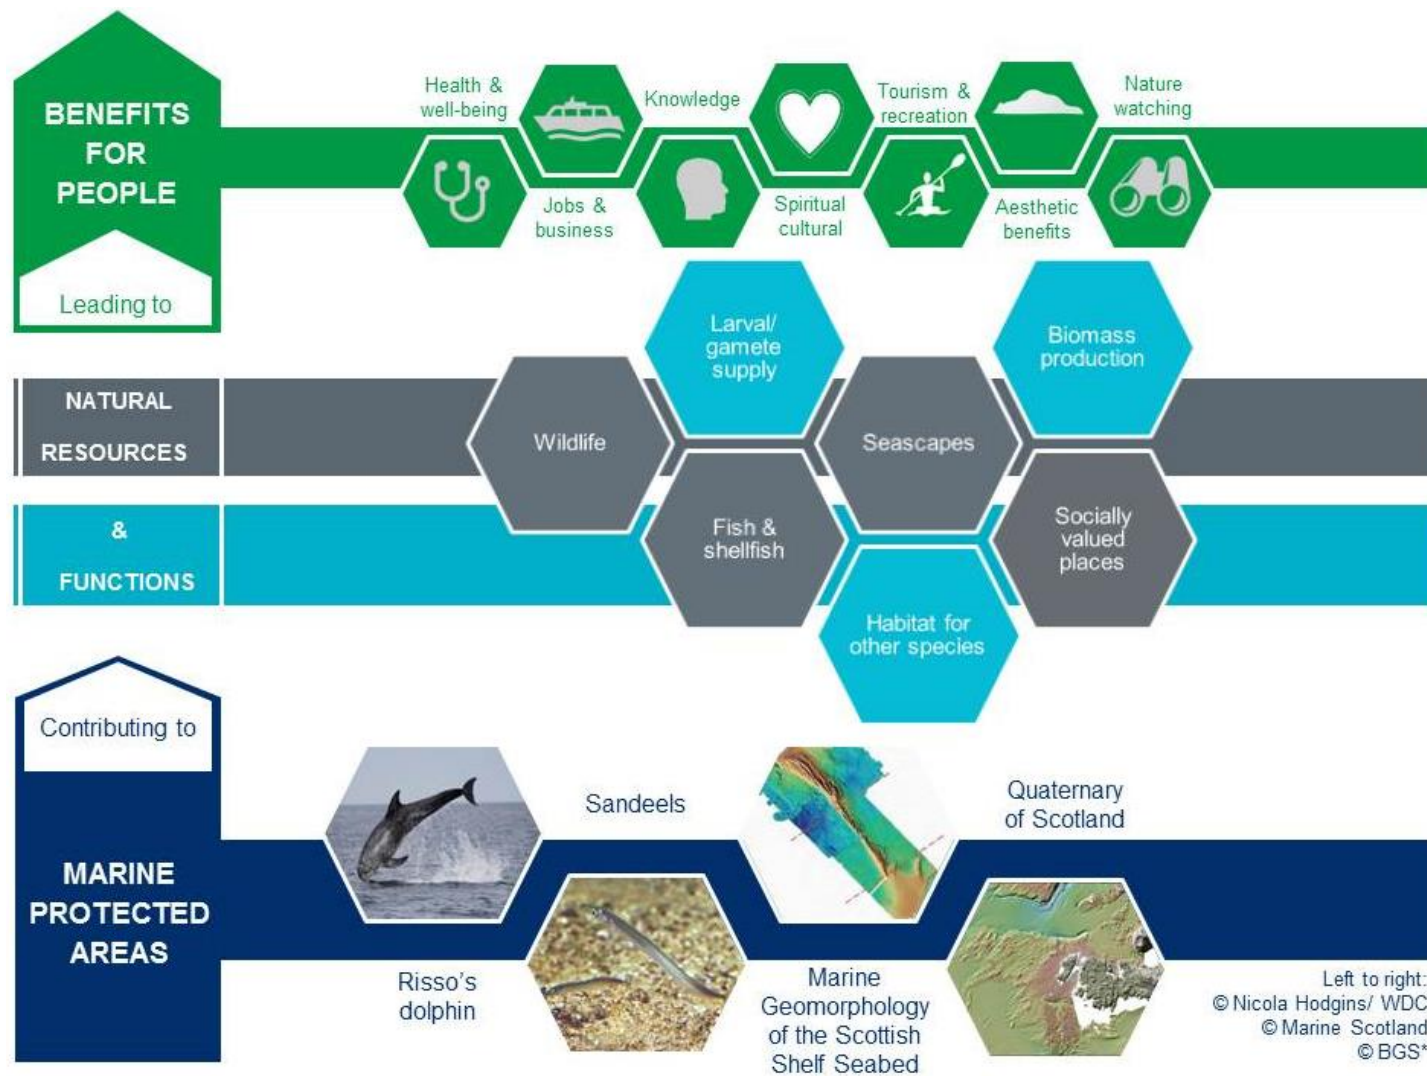 BENEFITS
FOR
PEOPLE
Leading to
Health &
well-being
Jobs &
business
Knowledge
Spiritual
cultural
Tourism &
recreation
Aesthetic
benefits
Nature
watching
NATURAL
RESOURCES
&
FUNCTIONS
Wildlife
Larval/
gamete
supply
Fish &
shellfish
Seascapes
Habitat for
other species
Biomass
production
Socially
valued
places
Contributing to
MARINE
PROTECTED
AREAS
Risso's
dolphin
Sandeels
Marine
Geomorphology
of the Scottish
Shelf Seabed
Quaternary
of Scotland
Left to right:
© Nicola Hodgins/ WDC
© Marine Scotland
© BGS*